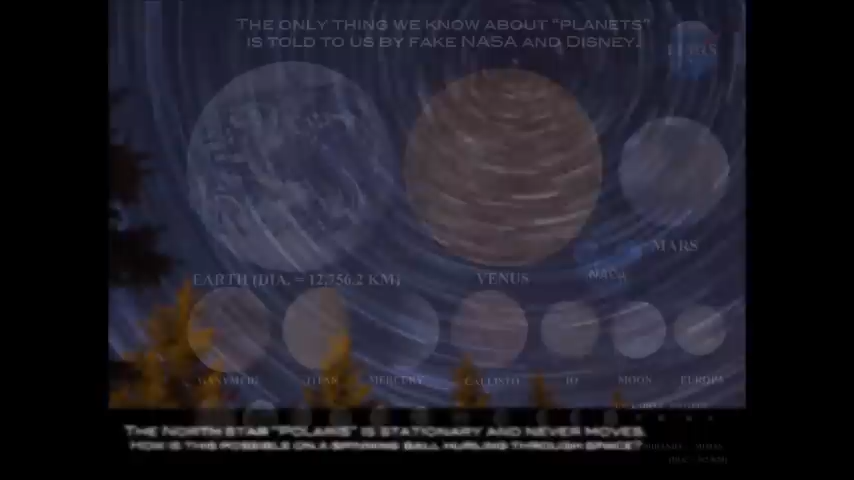 THE ONLY THING WE KNOW ABOUT "PLANETS"
IS TOLD TO US BY FAKE NASA AND DISNEY.
MARS
NASA
EARTH (DIA. = 12,756.2 KM)
VENUS
GANYMEDE
TITAN
MERCURY
CALLISTO
IO
MOON
EUROPA
THE NORTH STAR "POLARIS" IS STATIONARY AND NEVER MOVES.
HOW IS THIS POSSIBLE ON A SPINNING BALL HURLING THROUGH SPACE?